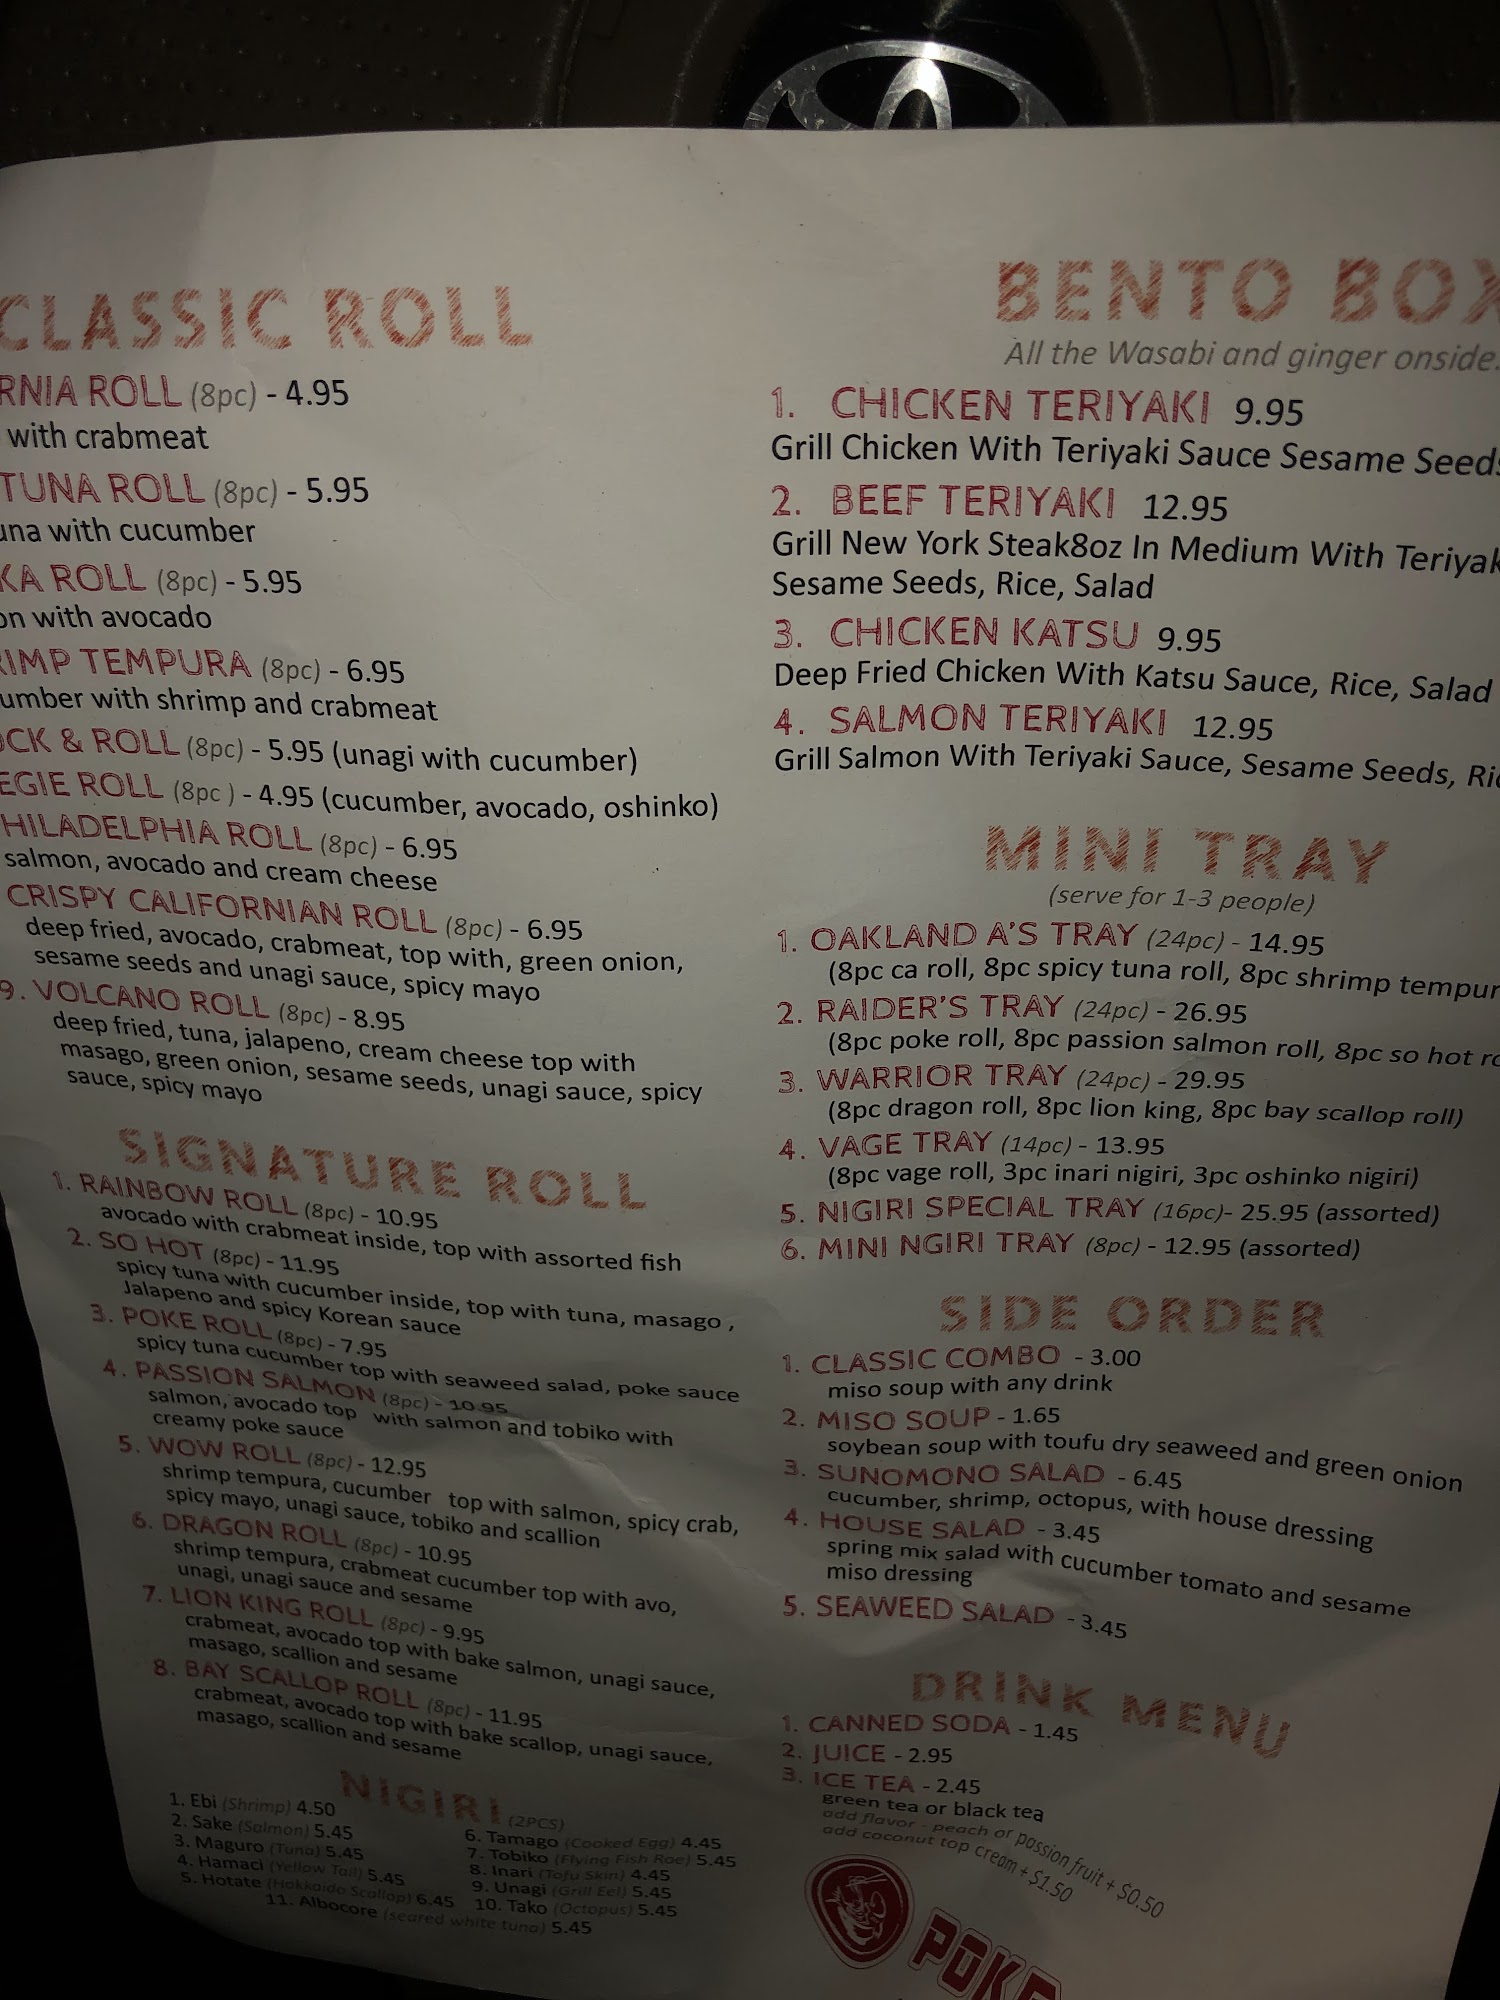 CLASSIC ROLL
RNIA ROLL (8pc) - 4.95
with crabmeat
TUNA ROLL (8pc) - 5.95
una with cucumber
KA ROLL (8pc) - 5.95
on with avocado
RIMP TEMPURA (8pc) - 6.95
umber with shrimp and crabmeat
OCK & ROLL (8pc) - 5.95 (unagi with cucumber)
EGIE ROLL (8pc ) - 4.95 (cucumber, avocado, oshinko)
HILADELPHIA ROLL (8pc) - 6.95
salmon, avocado and cream cheese
CRISPY CALIFORNIAN ROLL (8pc) - 6.95
deep fried, avocado, crabmeat, top with, green onion,
sesame seeds and unagi sauce, spicy mayo
9. VOLCANO ROLL (8pc) - 8.95
deep fried, tuna, jalapeno, cream cheese top with
masago, green onion, sesame seeds, unagi sauce, spicy
sauce, spicy mayo
SIGNATURE ROLL
1. RAINBOW ROLL (8pc) - 10.95
avocado with crabmeat inside, top with assorted fish
2. SO HOT (8pc) - 11.95
spicy tuna with cucumber inside, top with tuna, masago ,
Jalapeno and spicy Korean sauce
3. POKE ROLL (8pc) - 7.95
spicy tuna cucumber top with seaweed salad, poke sauce
4. PASSION SALMON (8pc) - 10.95
salmon, avocado top with salmon and tobiko with
creamy poke sauce
5. WOW ROLL (8pc) - 12.95
shrimp tempura, cucumber top with salmon, spicy crab,
spicy mayo, unagi sauce, tobiko and scallion
6. DRAGON ROLL (8pc) - 10.95
shrimp tempura, crabmeat cucumber top with avo,
unagi, unagi sauce and sesame
7. LION KING ROLL (8pc) - 9.95
crabmeat, avocado top with bake salmon, unagi sauce,
masago, scallion and sesame
8. BAY SCALLOP ROLL (8pc) - 11.95
crabmeat, avocado top with bake scallop, unagi sauce,
masago, scallion and sesame
NIGIRI (2PCS)
1. Ebi (Shrimp) 4.50
2. Sake (Salmon) 5.45
3. Maguro (Tuna) 5.45
4. Hamaci (Yellow Tail) 5.45
5. Hotate (Hokkaido Scallop) 6.45
6. Tamago (Cooked Egg) 4.45
7. Tobiko (Flying Fish Roe) 5.45
8. Inari (Tofu Skin) 4.45
9. Unagi (Grill Eel) 5.45
10. Tako (Octopus) 5.45
11. Albocore (seared white tuna) 5.45
BENTO BOX
All the Wasabi and ginger onside.
1. CHICKEN TERIYAKI 9.95
Grill Chicken With Teriyaki Sauce Sesame Seeds
2. BEEF TERIYAKI 12.95
Grill New York Steak8oz In Medium With Teriyak
Sesame Seeds, Rice, Salad
3. CHICKEN KATSU 9.95
Deep Fried Chicken With Katsu Sauce, Rice, Salad
4. SALMON TERIYAKI 12.95
Grill Salmon With Teriyaki Sauce, Sesame Seeds, Ric
MINI TRAY
(serve for 1-3 people)
1. OAKLAND A'S TRAY (24pc) - 14.95
(8pc ca roll, 8pc spicy tuna roll, 8pc shrimp tempur
2. RAIDER'S TRAY (24pc) - 26.95
(8pc poke roll, 8pc passion salmon roll, 8pc so hot ro
3. WARRIOR TRAY (24pc) - 29.95
(8pc dragon roll, 8pc lion king, 8pc bay scallop roll)
4. VAGE TRAY (14pc) - 13.95
(8pc vage roll, 3pc inari nigiri, 3pc oshinko nigiri)
5. NIGIRI SPECIAL TRAY (16pc)- 25.95 (assorted)
6. MINI NGIRI TRAY (8pc) - 12.95 (assorted)
SIDE ORDER
1. CLASSIC COMBO - 3.00
miso soup with any drink
2. MISO SOUP - 1.65
soybean soup with toufu dry seaweed and green onion
3. SUNOMONO SALAD - 6.45
cucumber, shrimp, octopus, with house dressing
4. HOUSE SALAD - 3.45
spring mix salad with cucumber tomato and sesame
miso dressing
5. SEAWEED SALAD - 3.45
DRINK MENU
1. CANNED SODA - 1.45
2. JUICE - 2.95
3. ICE TEA - 2.45
green tea or black tea
add flavor - peach or passion fruit + $0.50
add coconut top cream + $1.50
POKE